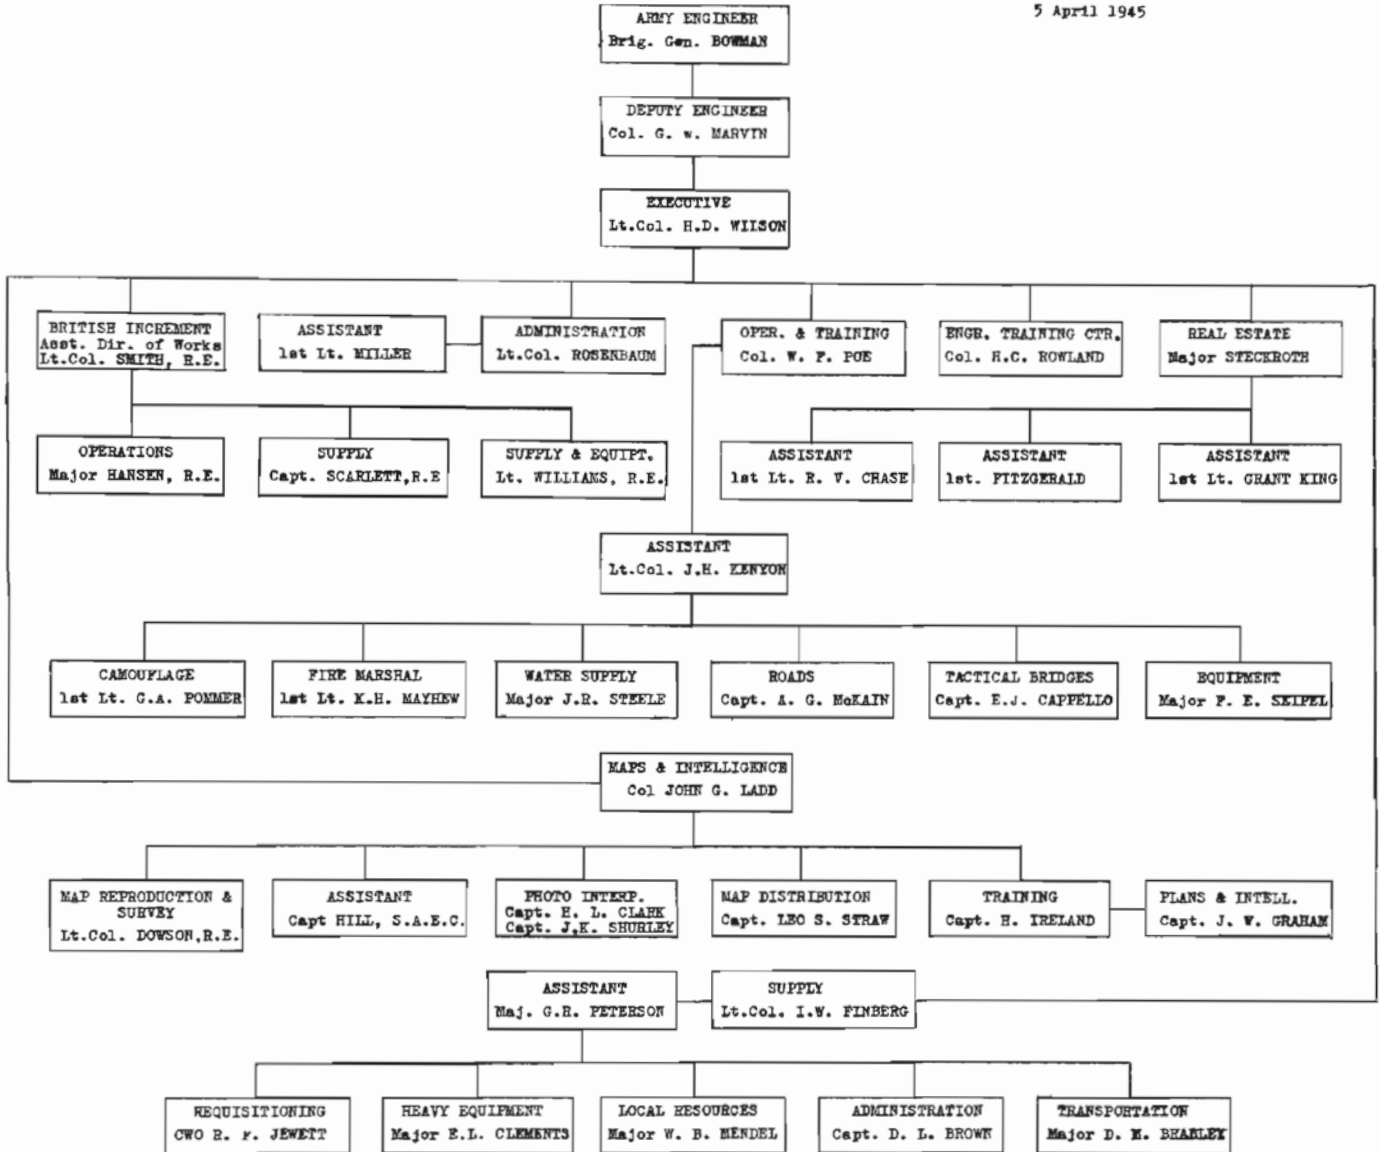 5 April 1945
ARMY ENGINEER
Brig. Gen. BOWMAN
DEPUTY ENGINEER
Col. G. W. MARVIN
EXECUTIVE
Lt.Col. H.D. WILSON
BRITISH INCREMENT
Asst. Dir. of Works
Lt.Col. SMITH, R.E.
ASSISTANT
1st Lt. MILLER
ADMINISTRATION
Lt.Col. ROSENBAUM
OPER. & TRAINING
Col. W. P. POE
ENGR. TRAINING CTR.
Col. H.C. ROWLAND
REAL ESTATE
Major STECKROTH
OPERATIONS
Major HANSEN, R.E.
SUPPLY
Capt. SCARLETT,R.E
SUPPLY & EQUIPT.
Lt. WILLIAMS, R.E.
ASSISTANT
1st Lt. R. V. CHASE
ASSISTANT
1st. FITZGERALD
ASSISTANT
1st Lt. GRANT KING
ASSISTANT
Lt.Col. J.H. KENYON
CAMOUFLAGE
1st Lt. G.A. POMMER
FIRE MARSHAL
1st Lt. K.H. MAYHEW
WATER SUPPLY
Major J.R. STEELE
ROADS
Capt. A. G. McKAIN
TACTICAL BRIDGES
Capt. E.J. CAPPELLO
EQUIPMENT
Major F. E. SEIPEL
MAPS & INTELLIGENCE
Col JOHN G. LADD
MAP REPRODUCTION &
SURVEY
Lt.Col. DOWSON,R.E.
ASSISTANT
Capt HILL, S.A.E.C.
PHOTO INTERP.
Capt. H. L. CLARK
Capt. J.K. SHURLEY
MAP DISTRIBUTION
Capt. LEO S. STRAW
TRAINING
Capt. H. IRELAND
PLANS & INTELL.
Capt. J. W. GRAHAM
ASSISTANT
Maj. G.R. PETERSON
SUPPLY
Lt.Col. I.W. FINBERG
REQUISITIONING
CWO R. F. JEWETT
HEAVY EQUIPMENT
Major E.L. CLEMENTS
LOCAL RESOURCES
Major W. B. MENDEL
ADMINISTRATION
Capt. D. L. BROWN
TRANSPORTATION
Major D. M. BEABLEY